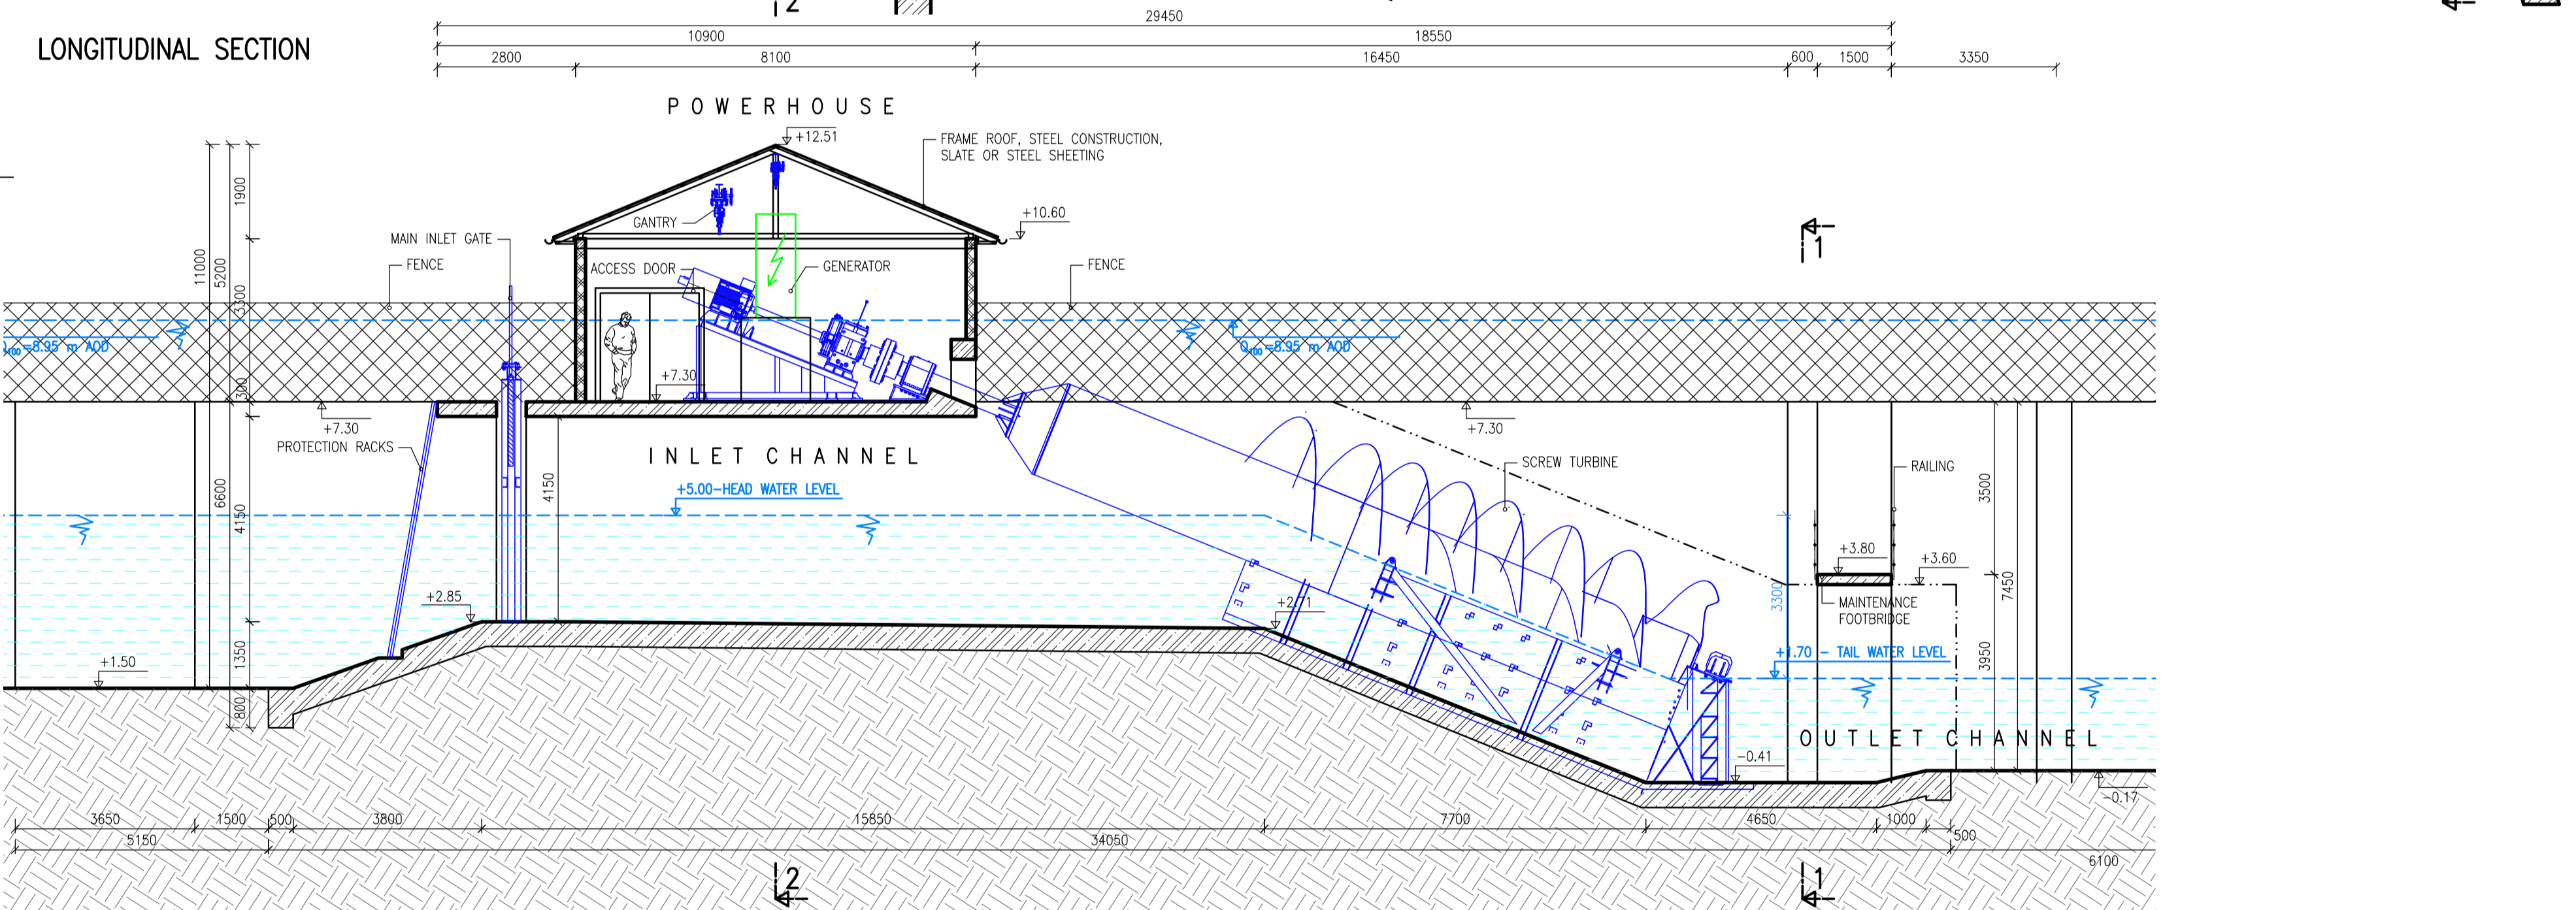 2
29450
LONGITUDINAL SECTION
10900
18550
2800
8100
16450
600
1500
3350
POWERHOUSE
+12.51
FRAME ROOF, STEEL CONSTRUCTION,
SLATE OR STEEL SHEETING
1900
GANTRY
+10.60
MAIN INLET GATE
1
11000
5200
FENCE
ACCESS DOOR
GENERATOR
FENCE
3300
Q100=8.95 m AOD
Q100=8.95 m AOD
+7.30
300
+7.30
+7.30
PROTECTION RACKS
INLET CHANNEL
SCREW TURBINE
RAILING
6600
4150
4150
3500
+5.00-HEAD WATER LEVEL
+3.80
+3.60
3300
7450
+2.85
+2.71
MAINTENANCE
FOOTBRIDGE
1350
+1.50
+1.70 - TAIL WATER LEVEL
3950
800
OUTLET CHANNEL
-0.41
-0.17
3650
1500
500
3800
15850
7700
4650
1000
500
5150
34050
6100
2
1